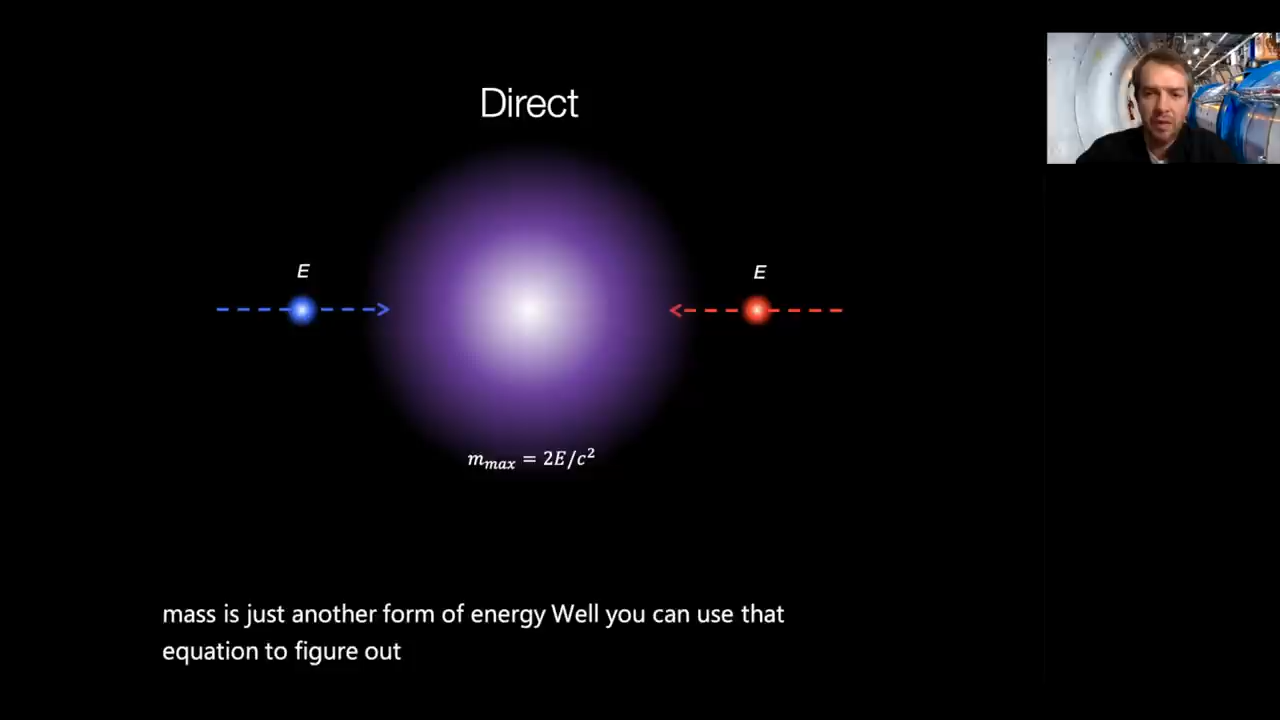 Direct
E
E
m_max = 2E/c²
mass is just another form of energy Well you can use that
equation to figure out